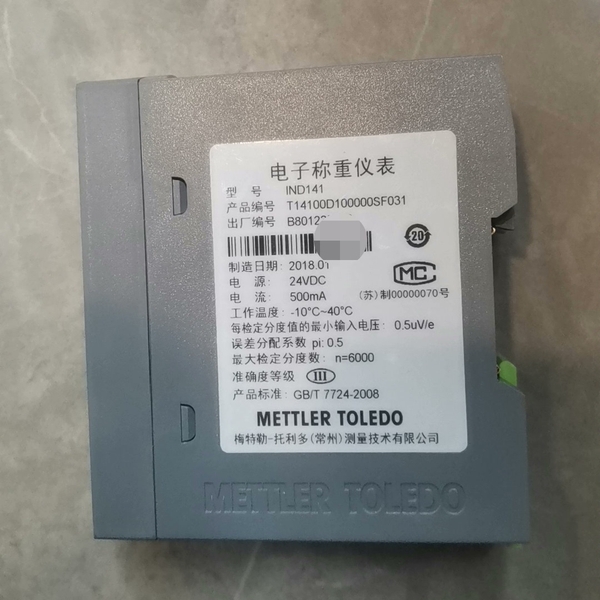 电子称重仪表
型 号 IND141
产品编号 T14100D100000SF031
出厂编号 B8012
20
制造日期: 2018.01
MC
电 源: 24VDC
(苏)制00000070号
电 流: 500mA
工作温度: -10°C~40°C
每检定分度值的最小输入电压: 0.5uV/e
误差分配系数 pi: 0.5
最大检定分度数: n=6000
准确度等级 III
产品标准: GB/T 7724-2008
METTLER TOLEDO
梅特勒-托利多(常州)测量技术有限公司
METTLER TOLEDO